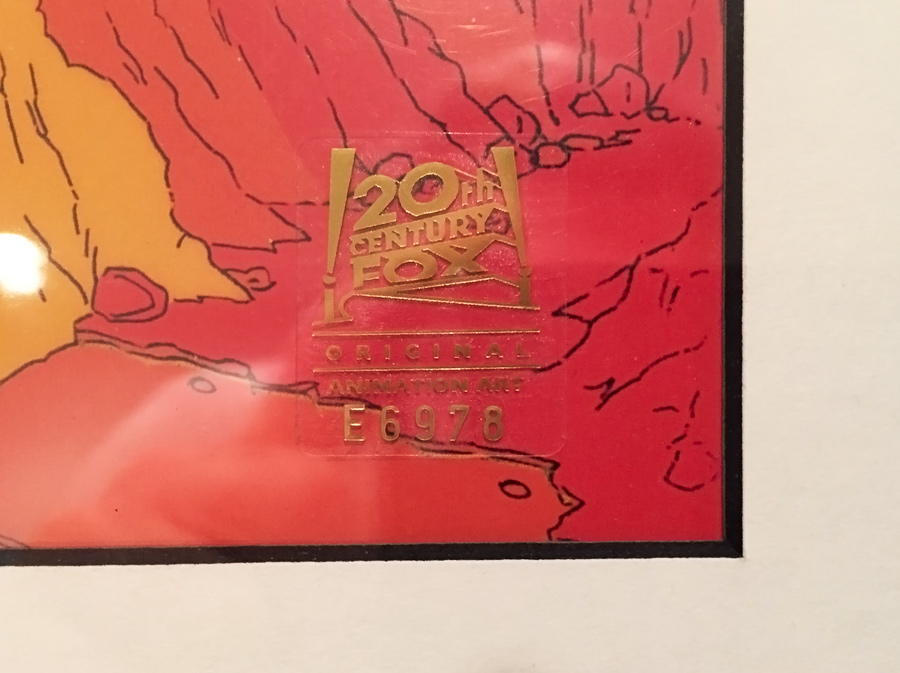 20th
CENTURY
FOX
ORIGINAL
ANIMATION ART
E6978